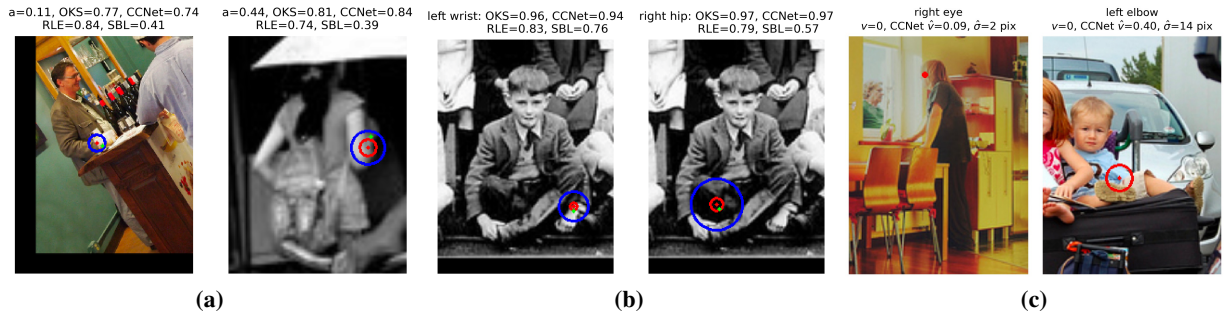 a=0.11, OKS=0.77, CCNet=0.74
RLE=0.84, SBL=0.41
a=0.44, OKS=0.81, CCNet=0.84
RLE=0.74, SBL=0.39
left wrist: OKS=0.96, CCNet=0.94
RLE=0.83, SBL=0.76
right hip: OKS=0.97, CCNet=0.97
RLE=0.79, SBL=0.57
right eye
v=0, CCNet v̂=0.09, σ̂=2 pix
left elbow
v=0, CCNet v̂=0.40, σ̂=14 pix
(a)
(b)
(c)